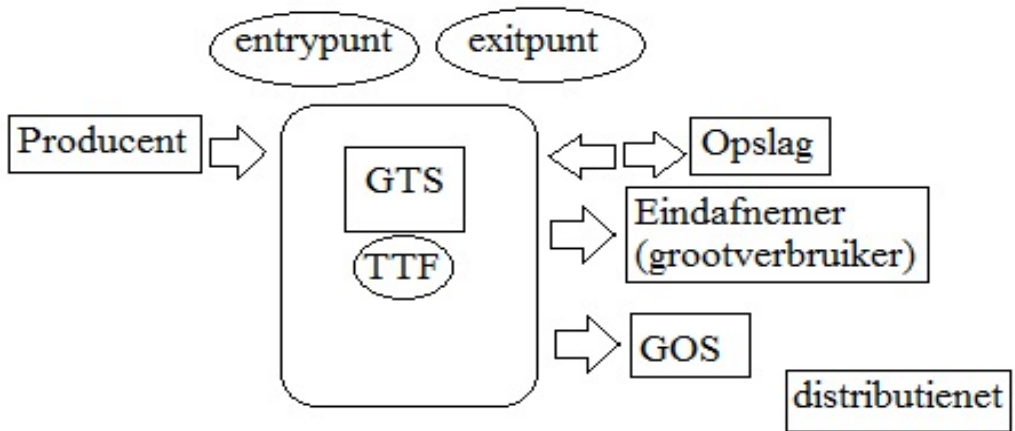 entrypunt
exitpunt
Producent
GTS
TTF
Opslag
Eindafnemer
(grootverbruiker)
GOS
distributienet